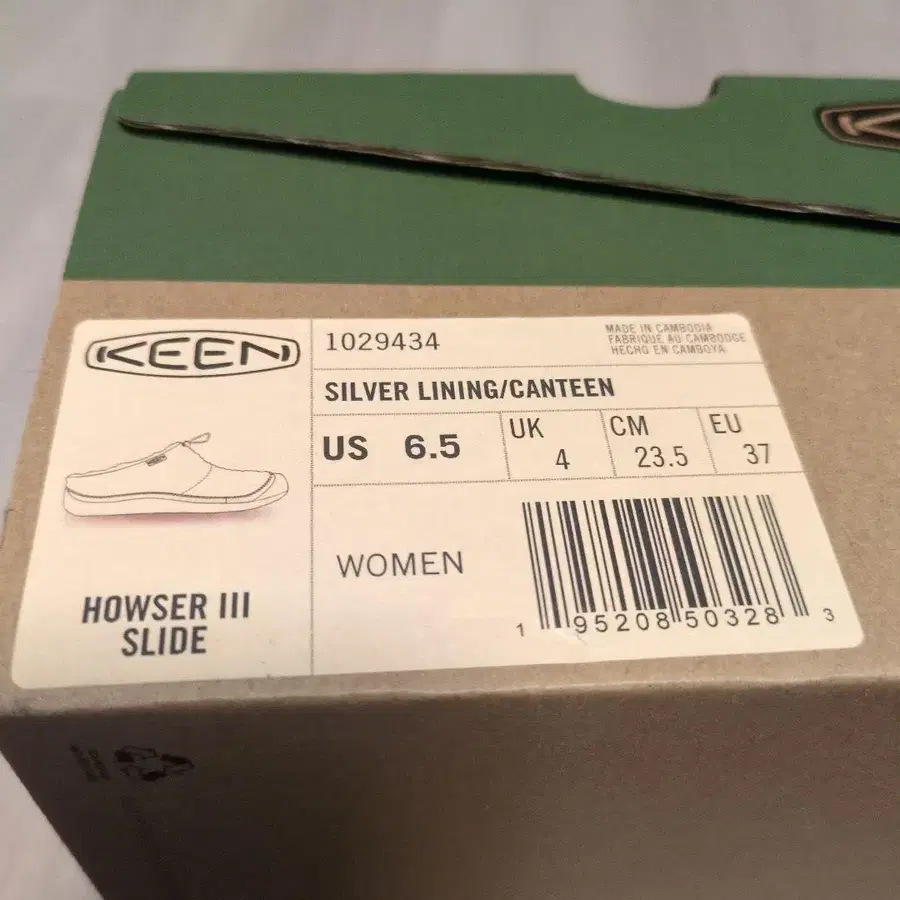 KEEN
1029434
MADE IN CAMBODIA
FABRIQUÉ AU CAMBODGE
HECHO EN CAMBOYA
SILVER LINING/CANTEEN
US 6.5
UK 4
CM 23.5
EU 37
WOMEN
HOWSER III
SLIDE
1 95208 50328 3